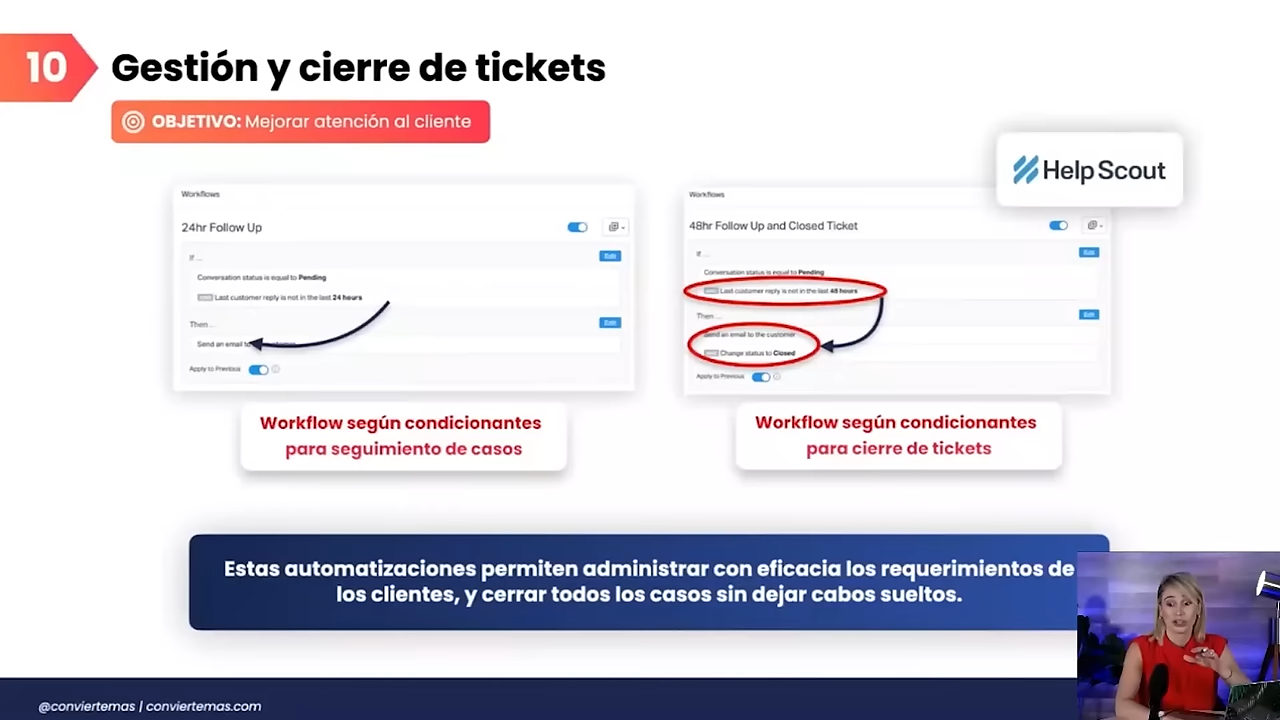 10
Gestión y cierre de tickets
OBJETIVO: Mejorar atención al cliente
Help Scout
Workflows
24hr Follow Up
If ...
Edit
Conversation status is equal to Pending
Last customer reply is not in the last 24 hours
Then ...
Edit
Send an email to
Apply to Previous
Workflow según condicionantes
para seguimiento de casos
Workflows
48hr Follow Up and Closed Ticket
If ...
Edit
Conversation status is equal to Pending
Last customer reply is not in the last 48 hours
Then ...
Edit
Send an email to the customer
Change status to Closed
Apply to Previous
Workflow según condicionantes
para cierre de tickets
Estas automatizaciones permiten administrar con eficacia los requerimientos de
los clientes, y cerrar todos los casos sin dejar cabos sueltos.
@conviertemas | conviertemas.com